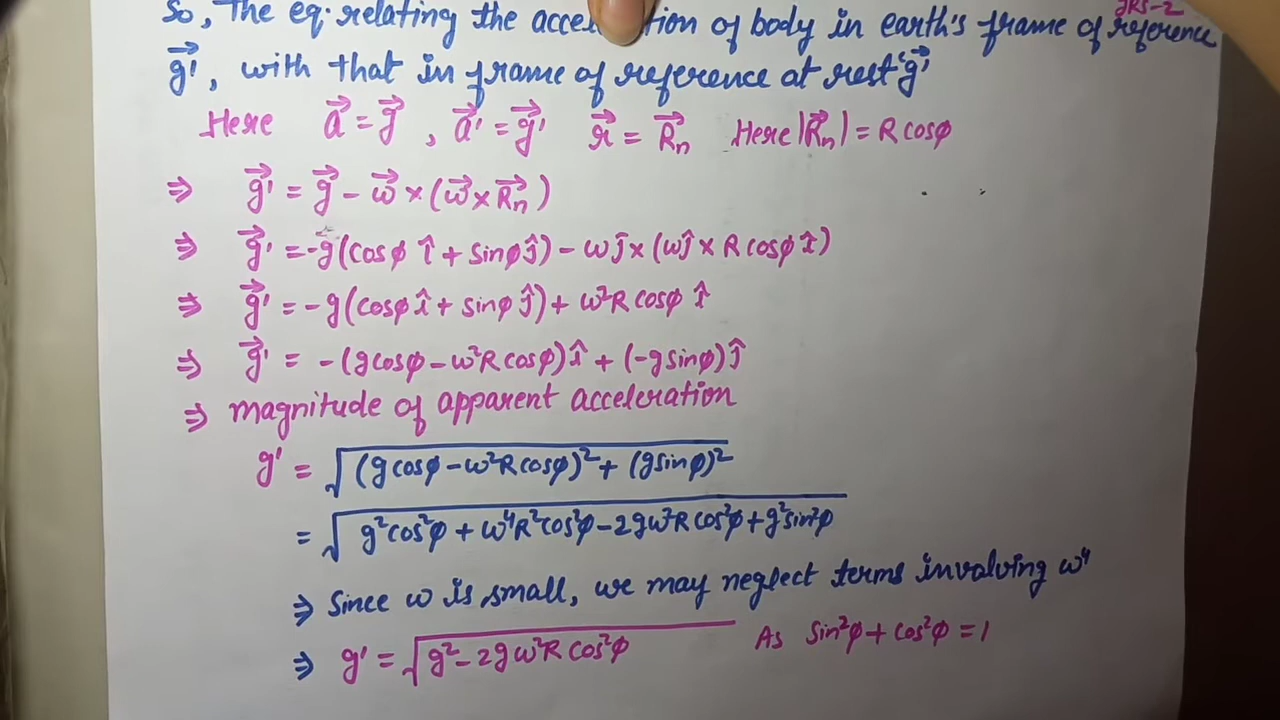 So, The eq. relating the acceleration of body in earth's frame of reference
g⃗', with that in frame of reference at rest 'g⃗'
Here a⃗ = g⃗ , a⃗' = g⃗' r⃗ = R⃗n Here |R⃗n| = R cosφ
⇒ g⃗' = g⃗ - ω⃗ × (ω⃗ × R⃗n)
⇒ g⃗' = -g(cosφ î + sinφ ĵ) - ωĵ × (ωĵ × R cosφ î)
⇒ g⃗' = -g(cosφ î + sinφ ĵ) + ω²R cosφ î
⇒ g⃗' = -(g cosφ - ω²R cosφ) î + (-g sinφ) ĵ
⇒ magnitude of apparent acceleration
g' = √((g cosφ - ω²R cosφ)² + (g sinφ)²)
= √(g²cos²φ + ω⁴R²cos²φ - 2gω²R cos²φ + g²sin²φ)
⇒ Since ω is small, we may neglect terms involving ω⁴
⇒ g' = √(g² - 2gω²R cos²φ) As sin²φ + cos²φ = 1